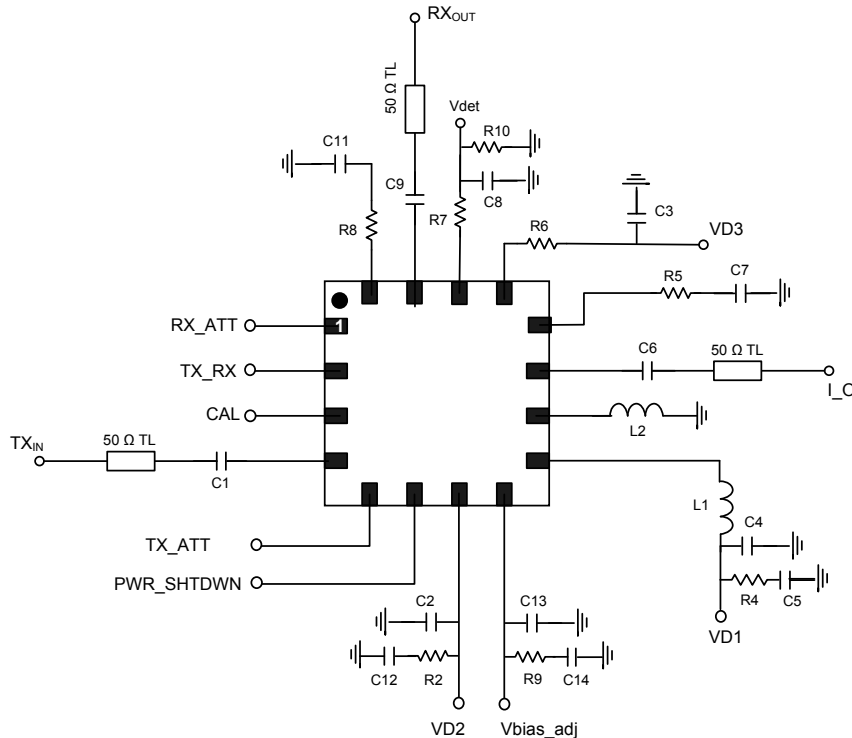 RXOUT
50 Ω TL
Vdet
R10
C11
C9
C8
R8
R7
R6
C3
VD3
R5
C7
RX_ATT
1
TX_RX
C6
50 Ω TL
I_O
CAL
L2
TXIN
50 Ω TL
C1
L1
C4
TX_ATT
PWR_SHTDWN
R4
C5
VD1
C2
C13
C12
R2
R9
C14
VD2
Vbias_adj